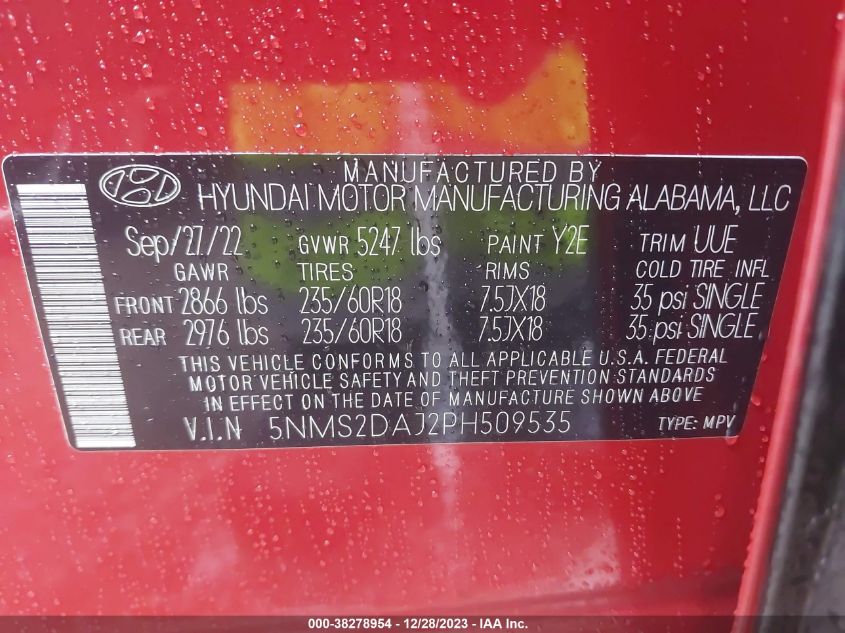 MANUFACTURED BY
HYUNDAI MOTOR MANUFACTURING ALABAMA, LLC
Sep/27/22 GVWR 5247 lbs PAINT Y2E TRIM UUE
GAWR TIRES RIMS COLD TIRE INFL
FRONT 2866 lbs 235/60R18 7.5JX18 35 psi SINGLE
REAR 2976 lbs 235/60R18 7.5JX18 35 psi SINGLE
THIS VEHICLE CONFORMS TO ALL APPLICABLE U.S.A. FEDERAL
MOTOR VEHICLE SAFETY AND THEFT PREVENTION STANDARDS
IN EFFECT ON THE DATE OF MANUFACTURE SHOWN ABOVE
V.I.N 5NMS2DAJ2PH509535 TYPE: MPV
000-38278954 - 12/28/2023 - IAA Inc.